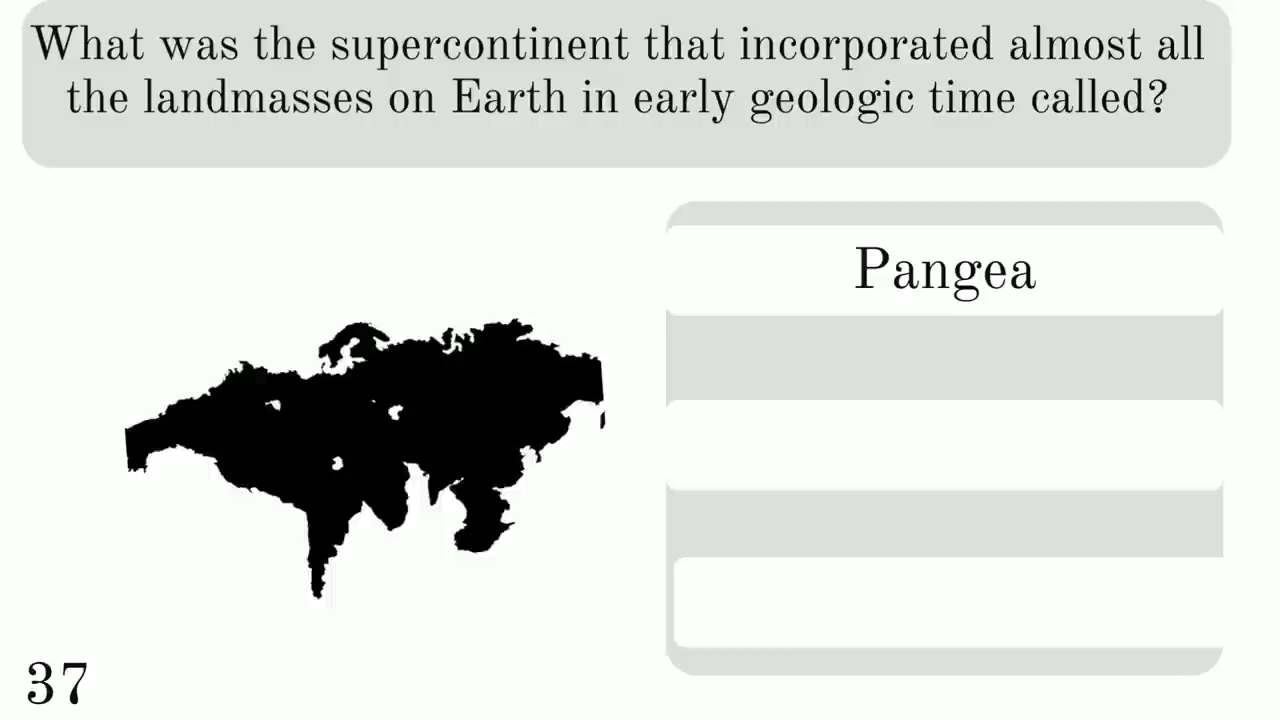 What was the supercontinent that incorporated almost all
the landmasses on Earth in early geologic time called?
Pangea
37